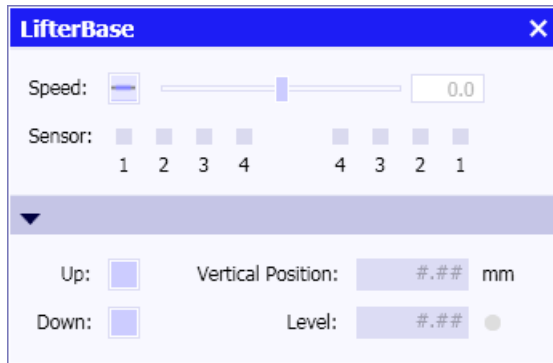 LifterBase
Speed: 0.0
Sensor:
1 2 3 4 4 3 2 1
Up: Vertical Position: #.## mm
Down: Level: #.##